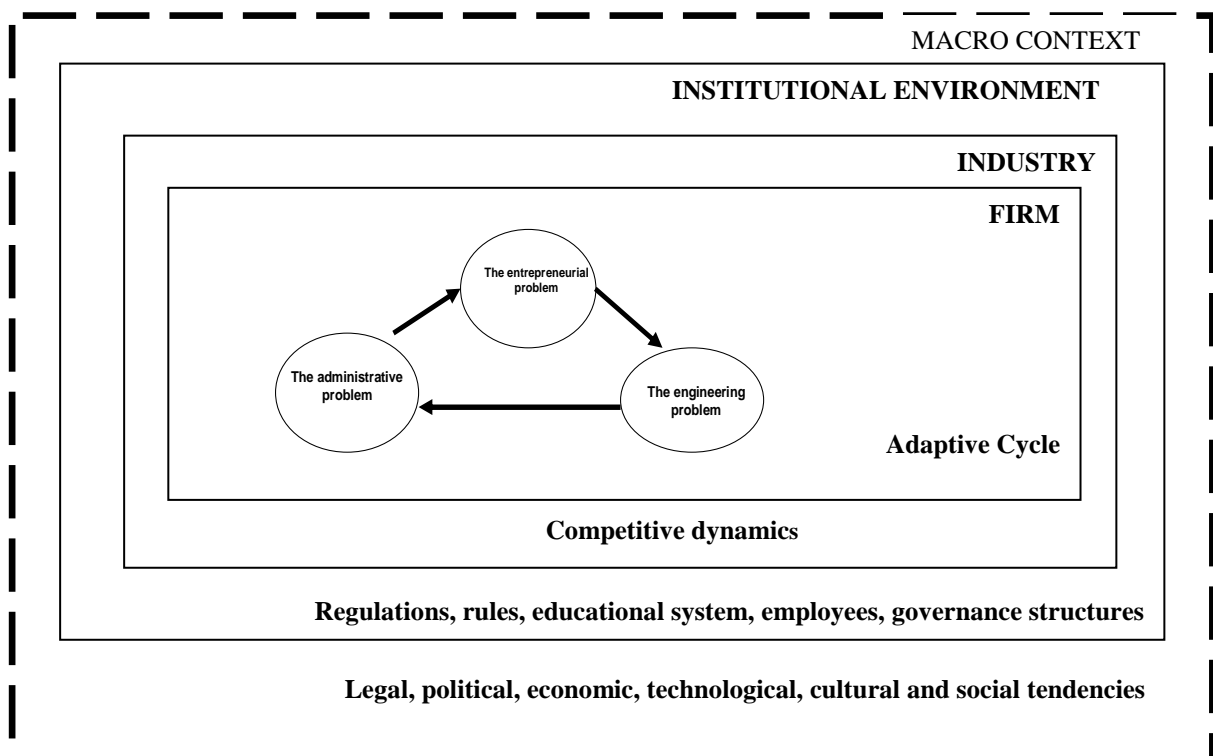 MACRO CONTEXT
INSTITUTIONAL ENVIRONMENT
INDUSTRY
FIRM
The entrepreneurial
problem
The administrative
problem
The engineering
problem
Adaptive Cycle
Competitive dynamics
Regulations, rules, educational system, employees, governance structures
Legal, political, economic, technological, cultural and social tendencies